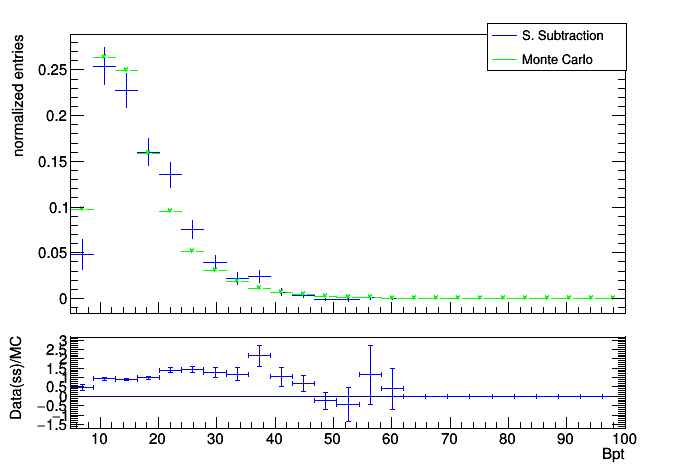 S. Subtraction
Monte Carlo
normalized entries
0.25
0.2
0.15
0.1
0.05
0
Data(ss)/MC
3
2.5
2
1.5
1
0.5
0
−0.5
−1
−1.5
10 20 30 40 50 60 70 80 90 100
Bpt